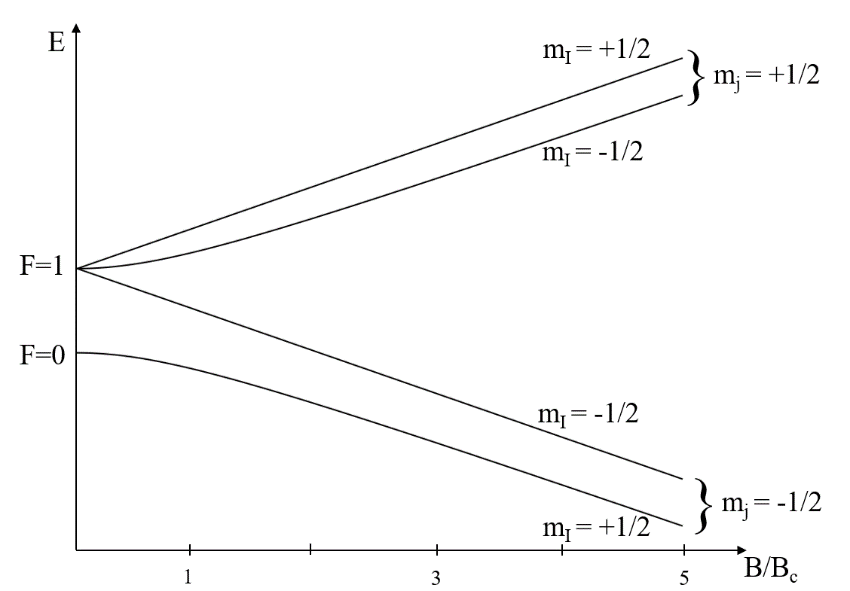 E
m_I = +1/2
m_j = +1/2
m_I = -1/2
F=1
F=0
m_I = -1/2
m_j = -1/2
m_I = +1/2
1
3
5
B/B_c